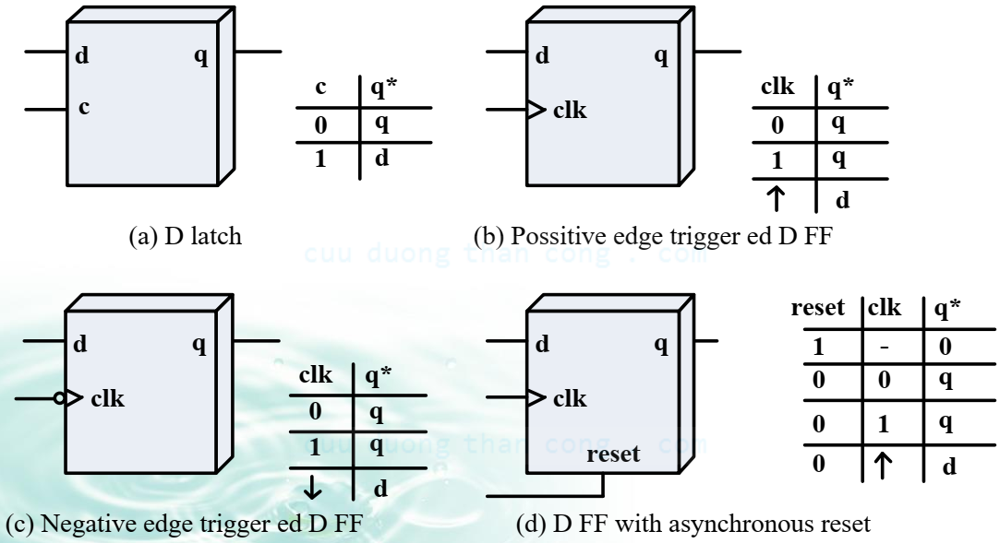 d q
c
c q*
0 q
1 d
(a) D latch
d q
clk
clk q*
0 q
1 q
↑ d
(b) Possitive edge trigger ed D FF
cuu duong than cong . com
d q
clk
clk q*
0 q
1 q
↓ d
(c) Negative edge trigger ed D FF
d q
clk
reset
reset clk q*
1 - 0
0 0 q
0 1 q
0 ↑ d
(d) D FF with asynchronous reset
cuu duong than cong . com